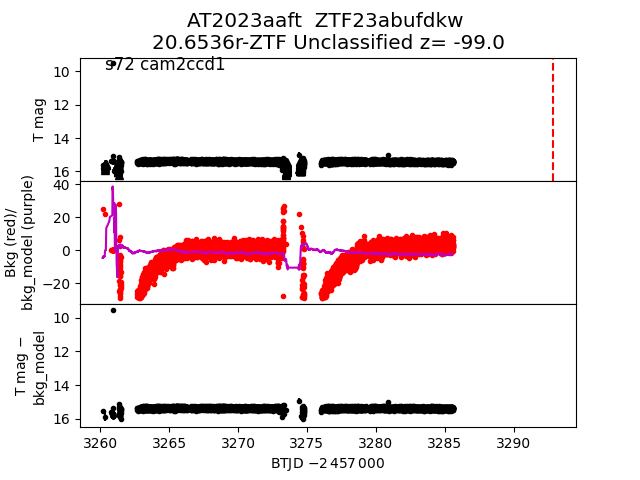 AT2023aaft ZTF23abufdkw
20.6536r-ZTF Unclassified z= -99.0
s72 cam2ccd1
10
12
14
16
T mag
40
20
0
−20
Bkg (red)/
bkg_model (purple)
10
12
14
16
T mag −
bkg_model
3260 3265 3270 3275 3280 3285 3290
BTJD −2 457 000